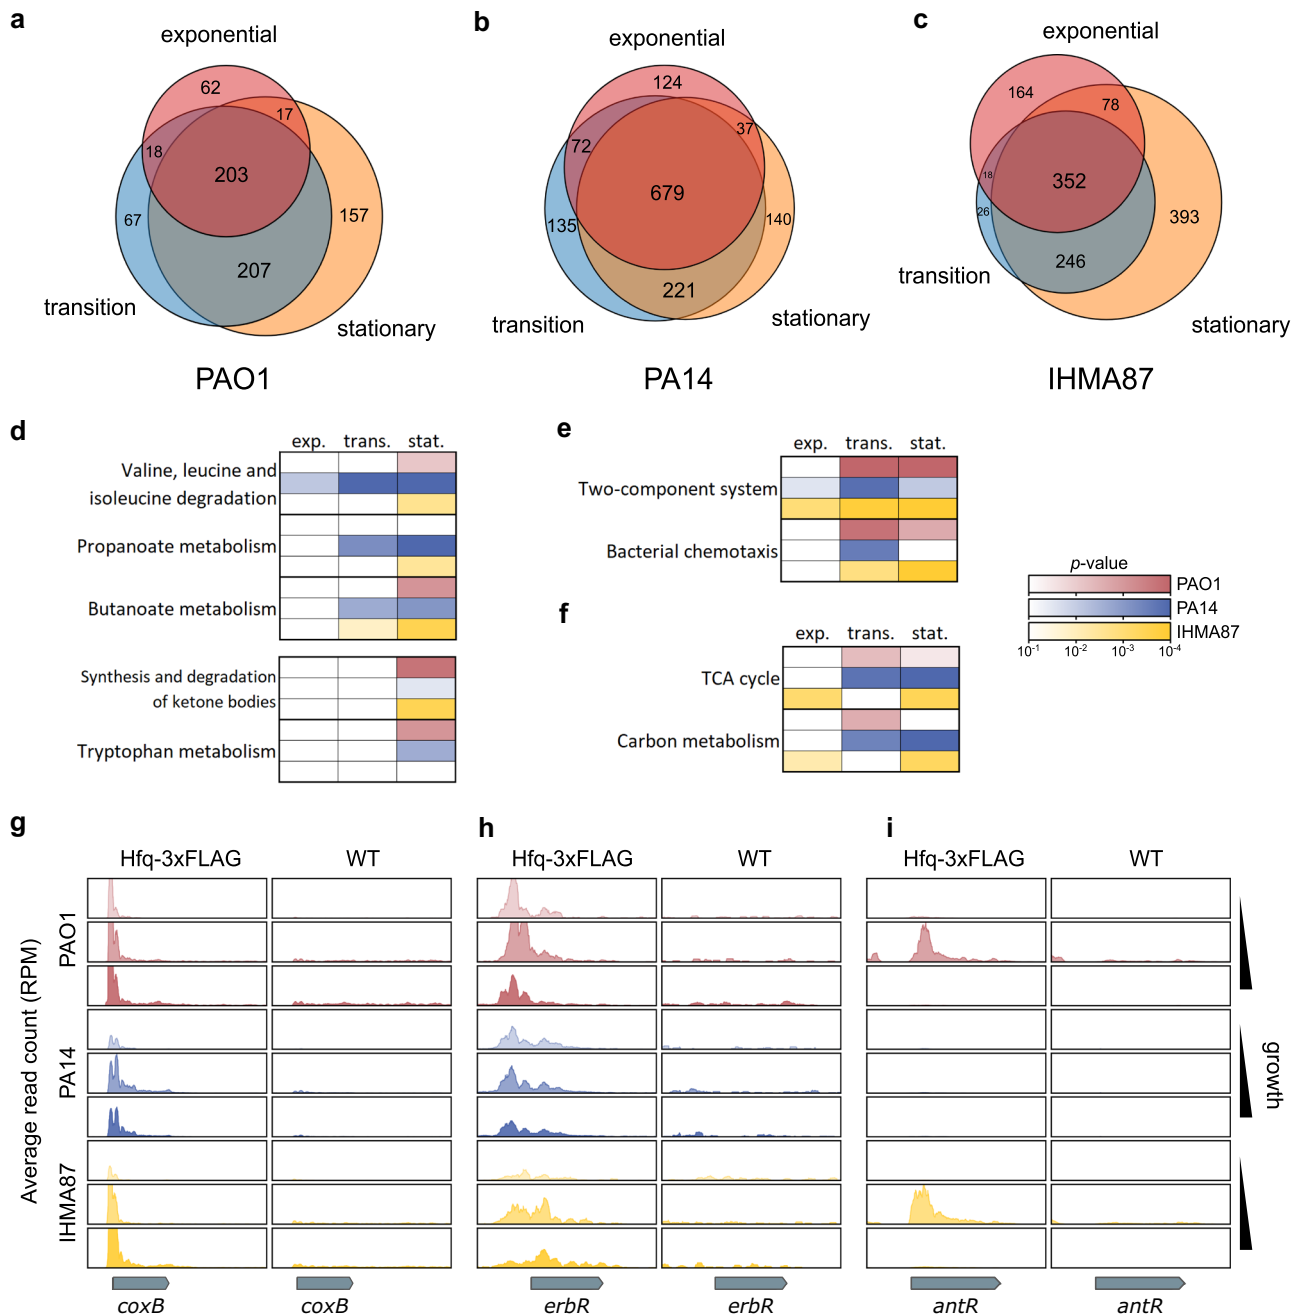 a
exponential
62
17
18
203
67
157
207
transition
stationary
PAO1
b
exponential
124
37
72
679
135
140
221
transition
stationary
PA14
c
exponential
164
78
18
352
26
393
246
transition
stationary
IHMA87
d
exp. trans. stat.
Valine, leucine and
isoleucine degradation
Propanoate metabolism
Butanoate metabolism
Synthesis and degradation
of ketone bodies
Tryptophan metabolism
e
exp. trans. stat.
Two-component system
Bacterial chemotaxis
f
exp. trans. stat.
TCA cycle
Carbon metabolism
p-value
PAO1
PA14
IHMA87
10⁻¹ 10⁻² 10⁻³ 10⁻⁴
g
Hfq-3xFLAG WT
h
Hfq-3xFLAG WT
i
Hfq-3xFLAG WT
Average read count (RPM)
PAO1
PA14
IHMA87
growth
coxB coxB erbR erbR antR antR